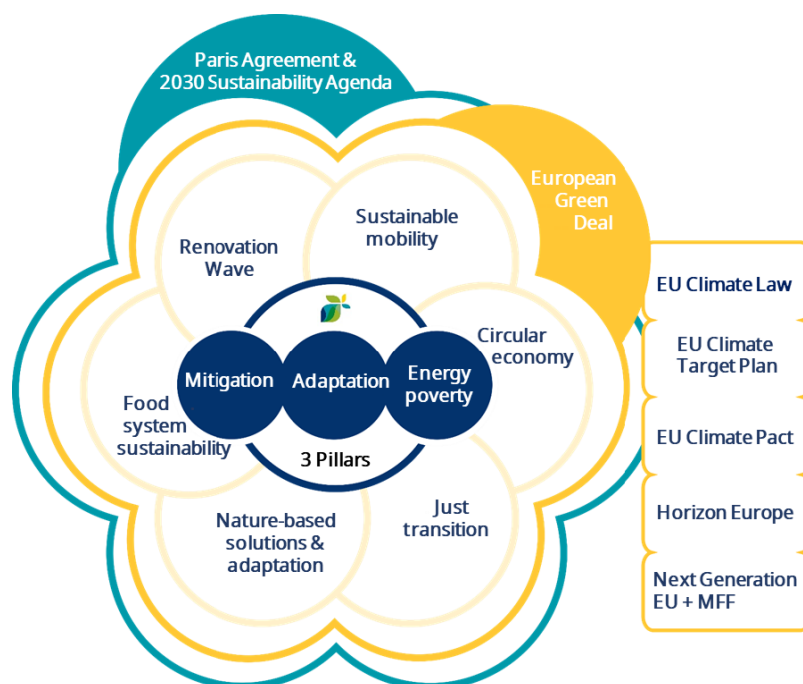 Paris Agreement &
2030 Sustainability Agenda
European
Green
Deal
Sustainable
mobility
Renovation
Wave
EU Climate Law
Circular
economy
EU Climate
Target Plan
Mitigation
Adaptation
Energy
poverty
Food
system
sustainability
EU Climate Pact
3 Pillars
Just
transition
Horizon Europe
Nature-based
solutions &
adaptation
Next Generation
EU + MFF